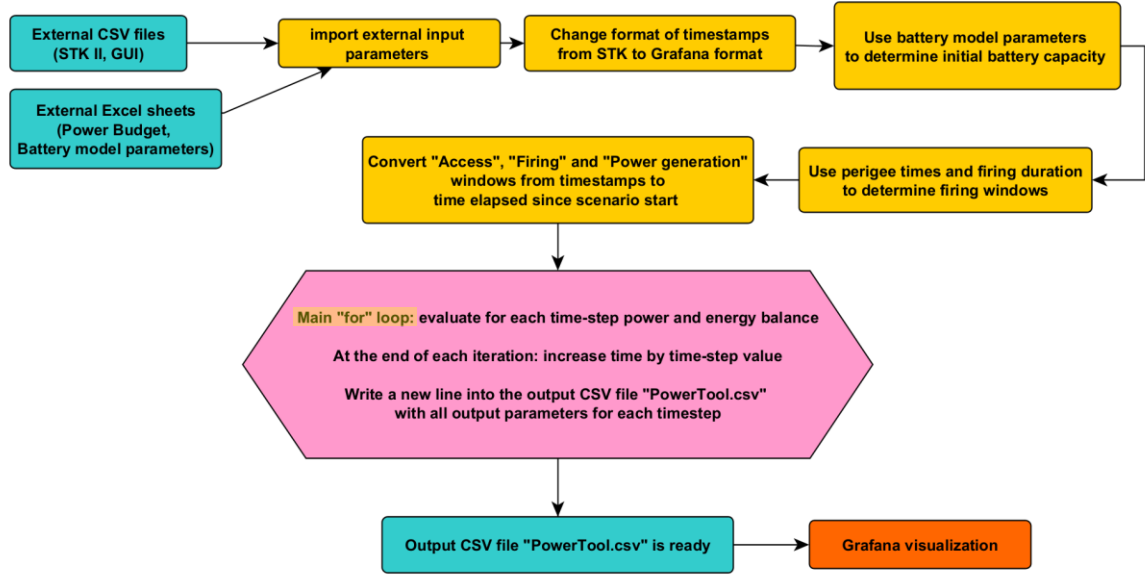 External CSV files
(STK II, GUI)
import external input
parameters
Change format of timestamps
from STK to Grafana format
Use battery model parameters
to determine initial battery capacity
External Excel sheets
(Power Budget,
Battery model parameters)
Convert "Access", "Firing" and "Power generation"
windows from timestamps to
time elapsed since scenario start
Use perigee times and firing duration
to determine firing windows
Main "for" loop: evaluate for each time-step power and energy balance
At the end of each iteration: increase time by time-step value
Write a new line into the output CSV file "PowerTool.csv"
with all output parameters for each timestep
Output CSV file "PowerTool.csv" is ready
Grafana visualization